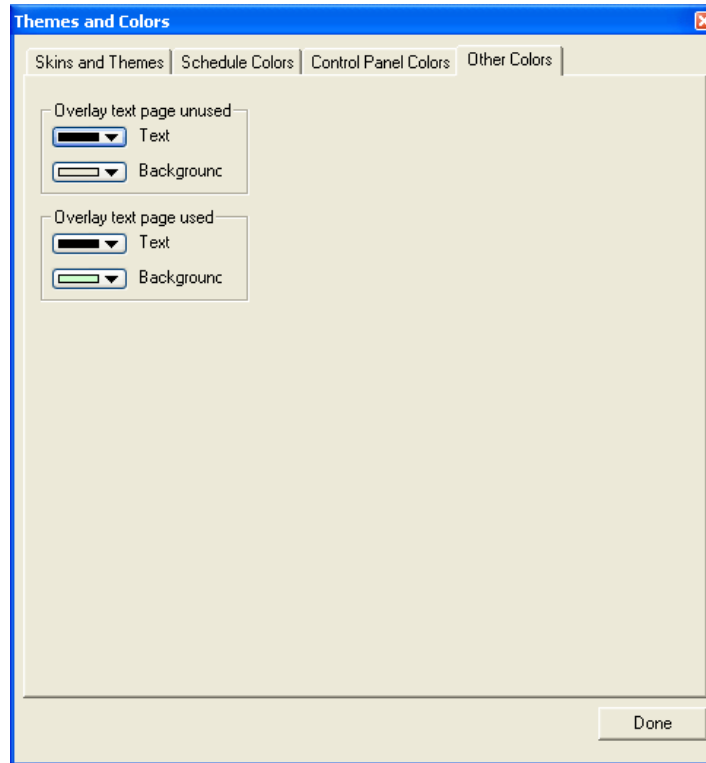 Themes and Colors
Skins and Themes Schedule Colors Control Panel Colors Other Colors
Overlay text page unused
Text
Backgrounc
Overlay text page used
Text
Backgrounc
Done